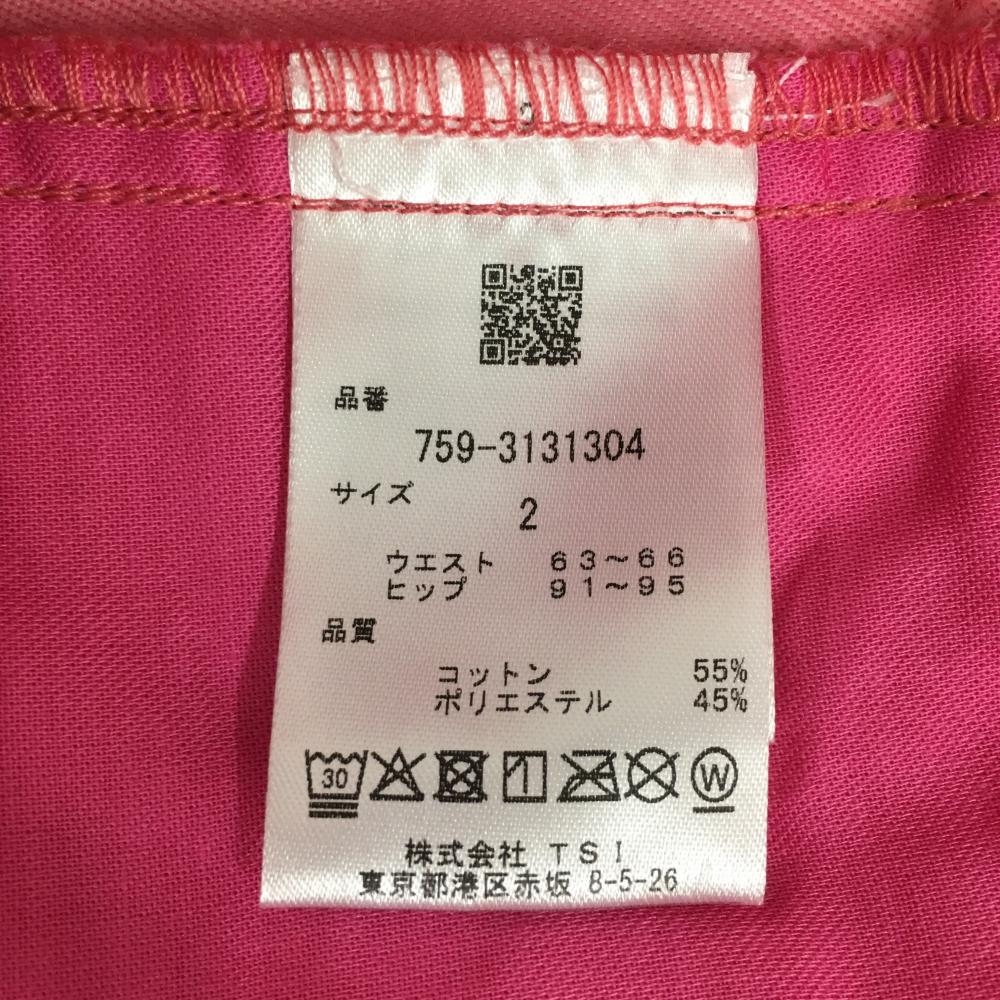 品番
759-3131304
サイズ
2
ウエスト 63~66
ヒップ 91~95
品質
コットン 55%
ポリエステル 45%
30 W
株式会社 TSI
東京都港区赤坂 8-5-26